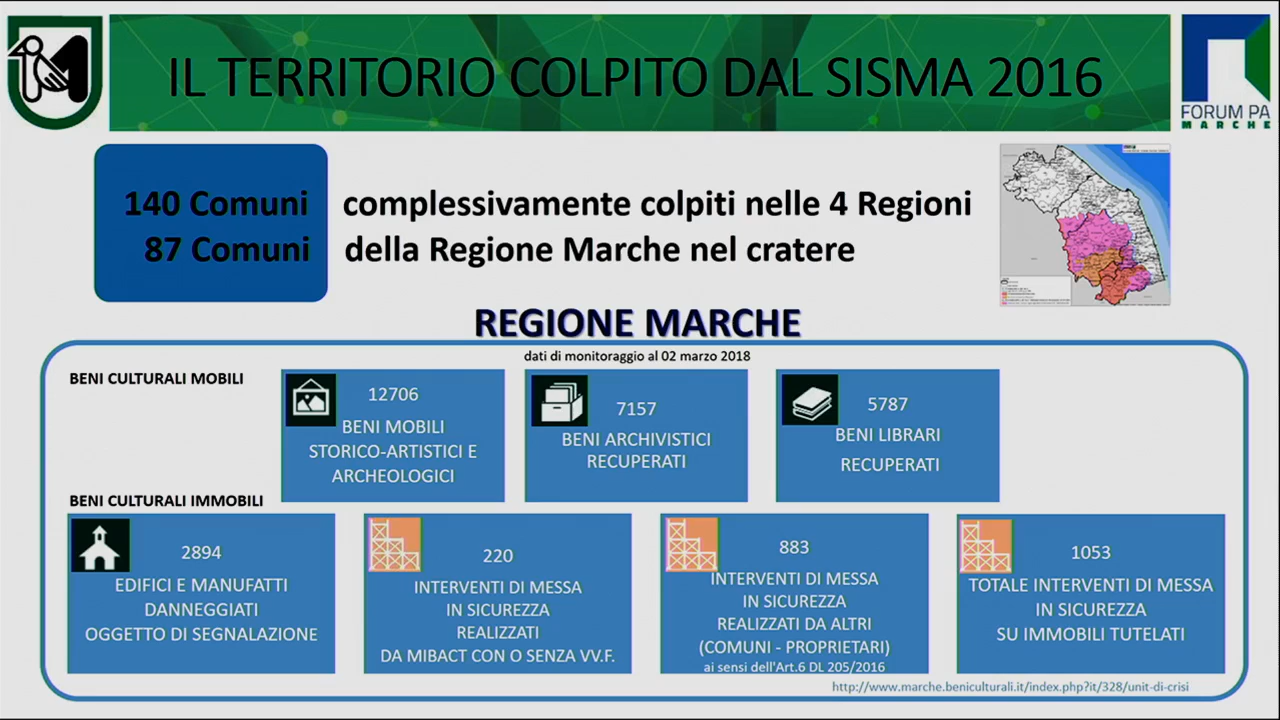 IL TERRITORIO COLPITO DAL SISMA 2016
FORUM PA
MARCHE
140 Comuni complessivamente colpiti nelle 4 Regioni
87 Comuni della Regione Marche nel cratere
REGIONE MARCHE
dati di monitoraggio al 02 marzo 2018
BENI CULTURALI MOBILI
12706
BENI MOBILI
STORICO-ARTISTICI E
ARCHEOLOGICI
7157
BENI ARCHIVISTICI
RECUPERATI
5787
BENI LIBRARI
RECUPERATI
BENI CULTURALI IMMOBILI
2894
EDIFICI E MANUFATTI
DANNEGGIATI
OGGETTO DI SEGNALAZIONE
220
INTERVENTI DI MESSA
IN SICUREZZA
REALIZZATI
DA MIBACT CON O SENZA VV.F.
883
INTERVENTI DI MESSA
IN SICUREZZA
REALIZZATI DA ALTRI
(COMUNI - PROPRIETARI)
ai sensi dell'Art.6 DL 205/2016
1053
TOTALE INTERVENTI DI MESSA
IN SICUREZZA
SU IMMOBILI TUTELATI
http://www.marche.beniculturali.it/index.php?it/328/unit-di-crisi